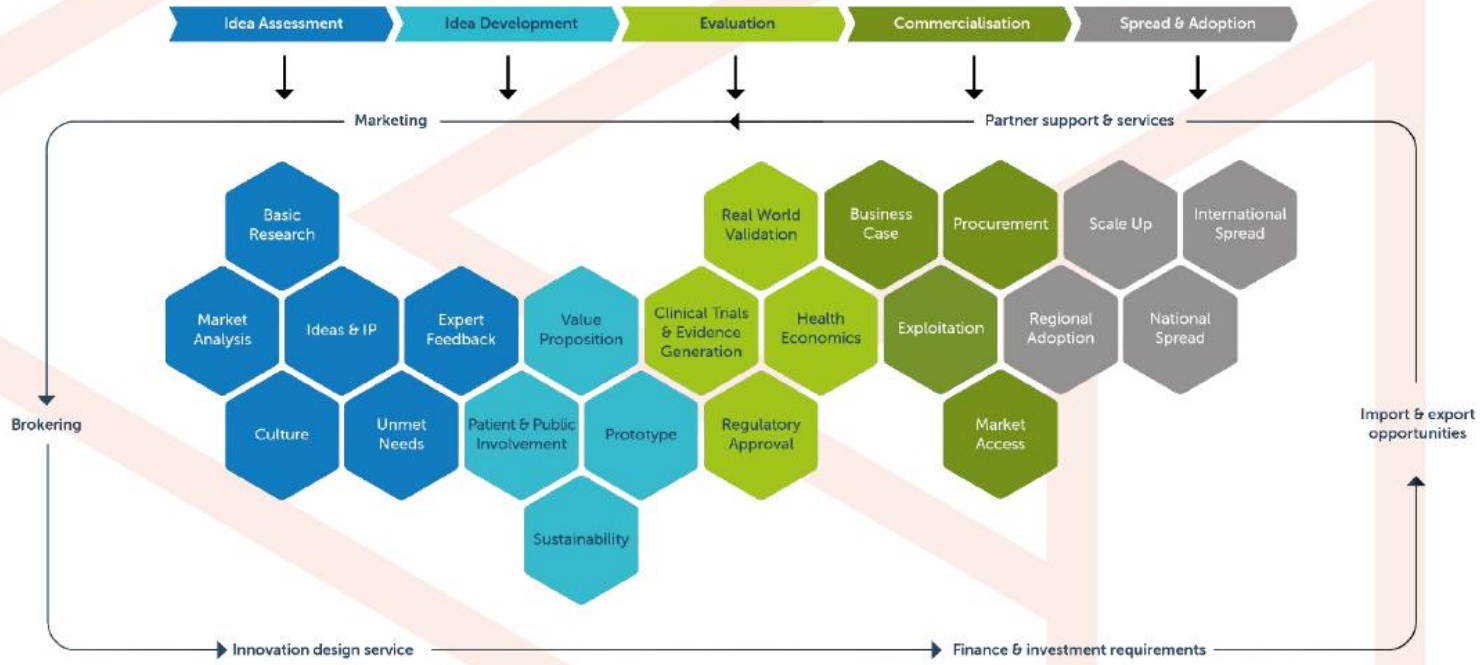 Idea Assessment
Idea Development
Evaluation
Commercialisation
Spread & Adoption
Marketing
Partner support & services
Basic
Research
Real World
Validation
Business
Case
Procurement
Scale Up
International
Spread
Market
Analysis
Ideas & IP
Expert
Feedback
Value
Proposition
Clinical Trials
& Evidence
Generation
Health
Economics
Exploitation
Regional
Adoption
National
Spread
Brokering
Culture
Unmet
Needs
Patient & Public
Involvement
Prototype
Regulatory
Approval
Market
Access
Import & export
opportunities
Sustainability
Innovation design service
Finance & investment requirements